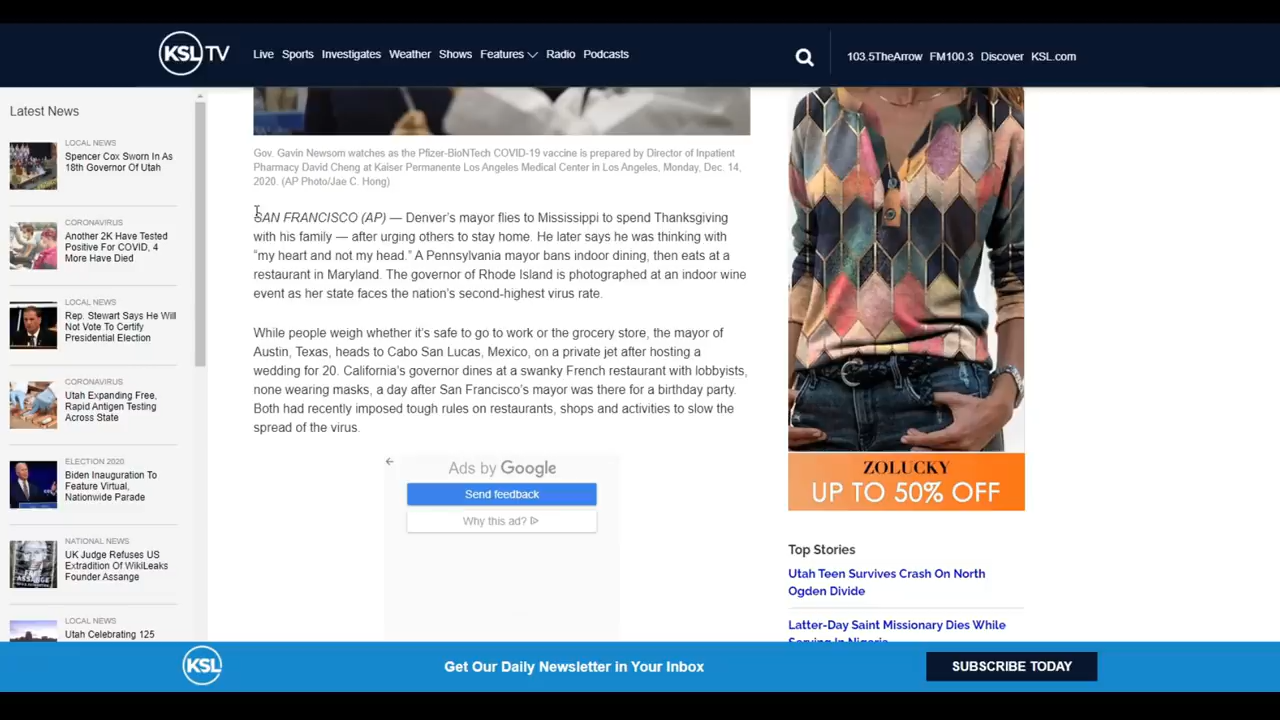 KSL TV
Live
Sports
Investigates
Weather
Shows
Features
Radio
Podcasts
103.5TheArrow
FM100.3
Discover
KSL.com
Latest News
LOCAL NEWS
Spencer Cox Sworn In As
18th Governor Of Utah
CORONAVIRUS
Another 2K Have Tested
Positive For COVID, 4
More Have Died
LOCAL NEWS
Rep. Stewart Says He Will
Not Vote To Certify
Presidential Election
CORONAVIRUS
Utah Expanding Free,
Rapid Antigen Testing
Across State
ELECTION 2020
Biden Inauguration To
Feature Virtual,
Nationwide Parade
NATIONAL NEWS
UK Judge Refuses US
Extradition Of WikiLeaks
Founder Assange
LOCAL NEWS
Utah Celebrating 125
Gov. Gavin Newsom watches as the Pfizer-BioNTech COVID-19 vaccine is prepared by Director of Inpatient
Pharmacy David Cheng at Kaiser Permanente Los Angeles Medical Center in Los Angeles, Monday, Dec. 14,
2020. (AP Photo/Jae C. Hong)
SAN FRANCISCO (AP) — Denver's mayor flies to Mississippi to spend Thanksgiving
with his family — after urging others to stay home. He later says he was thinking with
“my heart and not my head.” A Pennsylvania mayor bans indoor dining, then eats at a
restaurant in Maryland. The governor of Rhode Island is photographed at an indoor wine
event as her state faces the nation's second-highest virus rate.
While people weigh whether it's safe to go to work or the grocery store, the mayor of
Austin, Texas, heads to Cabo San Lucas, Mexico, on a private jet after hosting a
wedding for 20. California's governor dines at a swanky French restaurant with lobbyists,
none wearing masks, a day after San Francisco's mayor was there for a birthday party.
Both had recently imposed tough rules on restaurants, shops and activities to slow the
spread of the virus.
Ads by Google
Send feedback
Why this ad?
ZOLUCKY
UP TO 50% OFF
Top Stories
Utah Teen Survives Crash On North
Ogden Divide
Latter-Day Saint Missionary Dies While
Serving In Nigeria
KSL
Get Our Daily Newsletter in Your Inbox
SUBSCRIBE TODAY